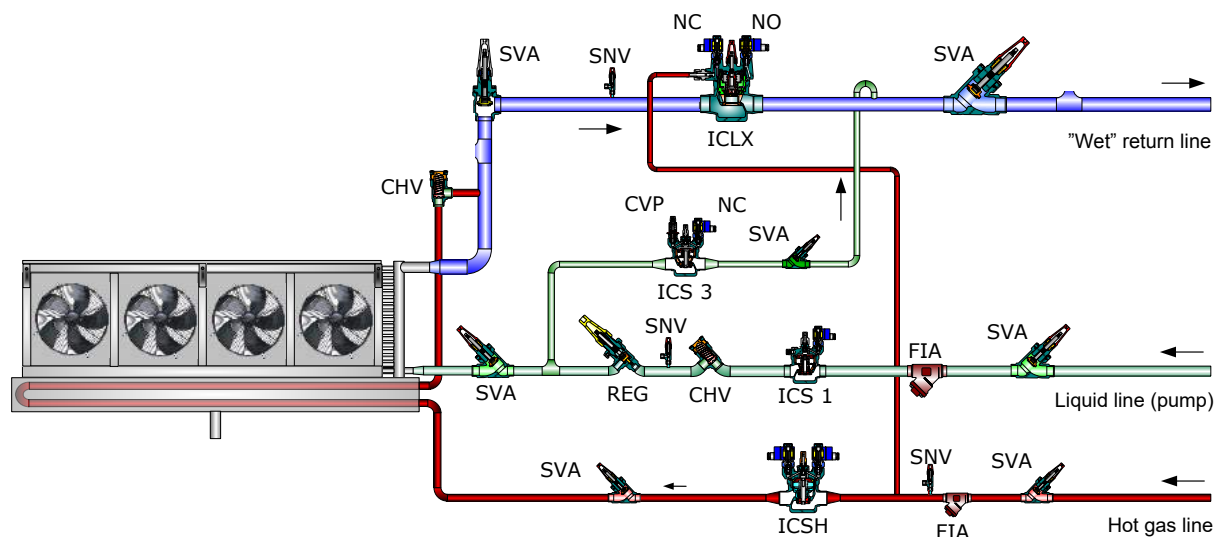 NC NO
SVA SNV SVA
ICLX
”Wet” return line
CHV
CVP NC
SVA
ICS 3
SNV SVA
FIA
SVA REG CHV ICS 1
Liquid line (pump)
SVA SNV SVA
ICSH
FIA
Hot gas line